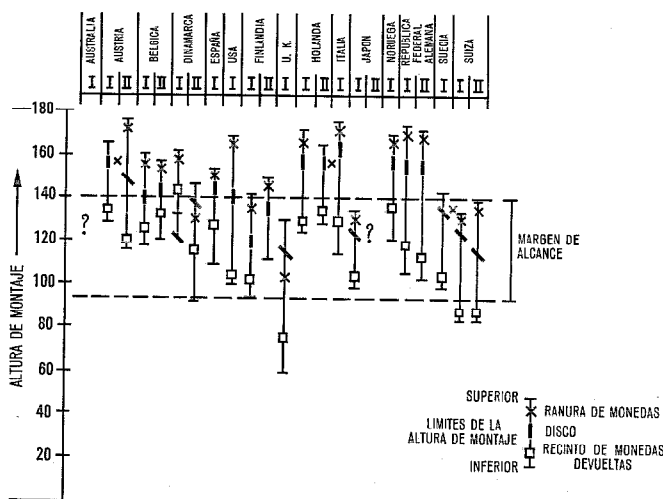 AUSTRALIA
AUSTRIA
BELGICA
DINAMARCA
ESPAÑA
USA
FINLANDIA
U. K.
HOLANDA
ITALIA
JAPON
NORUEGA
REPUBLICA FEDERAL ALEMANA
SUECIA
SUIZA
I I II I II I II I I I II I I II I I II I I II I I II
180
160
140
120
100
80
60
40
20
ALTURA DE MONTAJE
?
?
MARGEN DE
ALCANCE
SUPERIOR
RANURA DE MONEDAS
LIMITES DE LA
ALTURA DE MONTAJE
DISCO
RECINTO DE MONEDAS
DEVUELTAS
INFERIOR